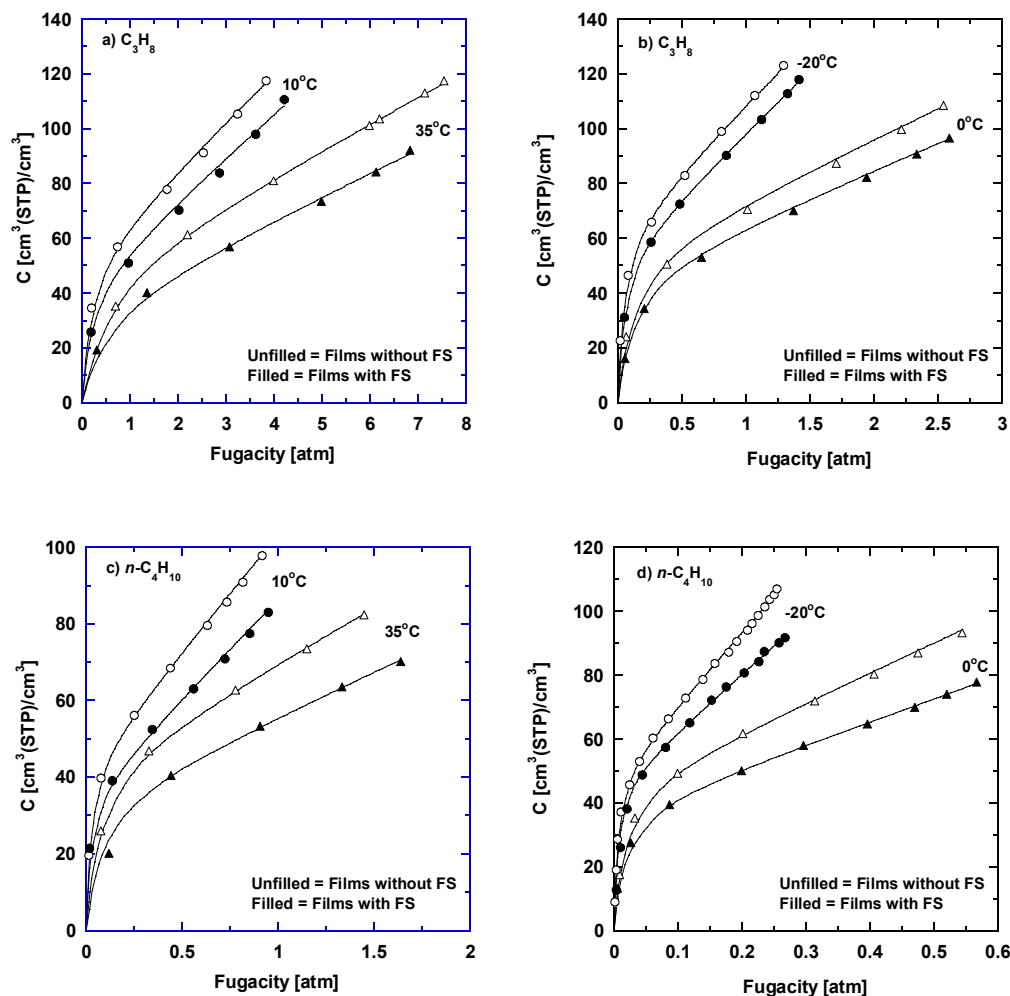 a) C3H8
10°C
35°C
Unfilled = Films without FS
Filled = Films with FS
C [cm³(STP)/cm³]
140
120
100
80
60
40
20
0
0 1 2 3 4 5 6 7 8
Fugacity [atm]
b) C3H8
-20°C
0°C
Unfilled = Films without FS
Filled = Films with FS
C [cm³(STP)/cm³]
140
120
100
80
60
40
20
0
0 0.5 1 1.5 2 2.5 3
Fugacity [atm]
c) n-C4H10
10°C
35°C
Unfilled = Films without FS
Filled = Films with FS
C [cm³(STP)/cm³]
100
80
60
40
20
0
0 0.5 1 1.5 2
Fugacity [atm]
d) n-C4H10
-20°C
0°C
Unfilled = Films without FS
Filled = Films with FS
C [cm³(STP)/cm³]
120
100
80
60
40
20
0
0 0.1 0.2 0.3 0.4 0.5 0.6
Fugacity [atm]